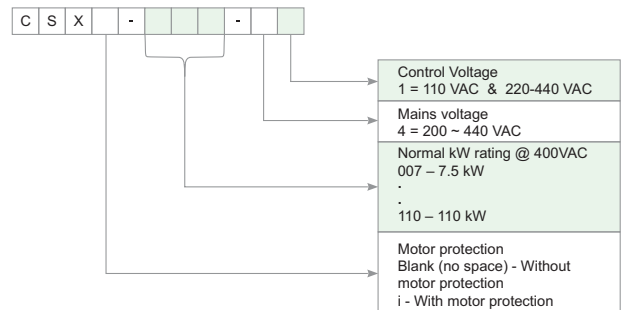 C S X - -
Control Voltage
1 = 110 VAC & 220-440 VAC
Mains voltage
4 = 200 ~ 440 VAC
Normal kW rating @ 400VAC
007 – 7.5 kW
.
.
110 – 110 kW
Motor protection
Blank (no space) - Without
motor protection
i - With motor protection